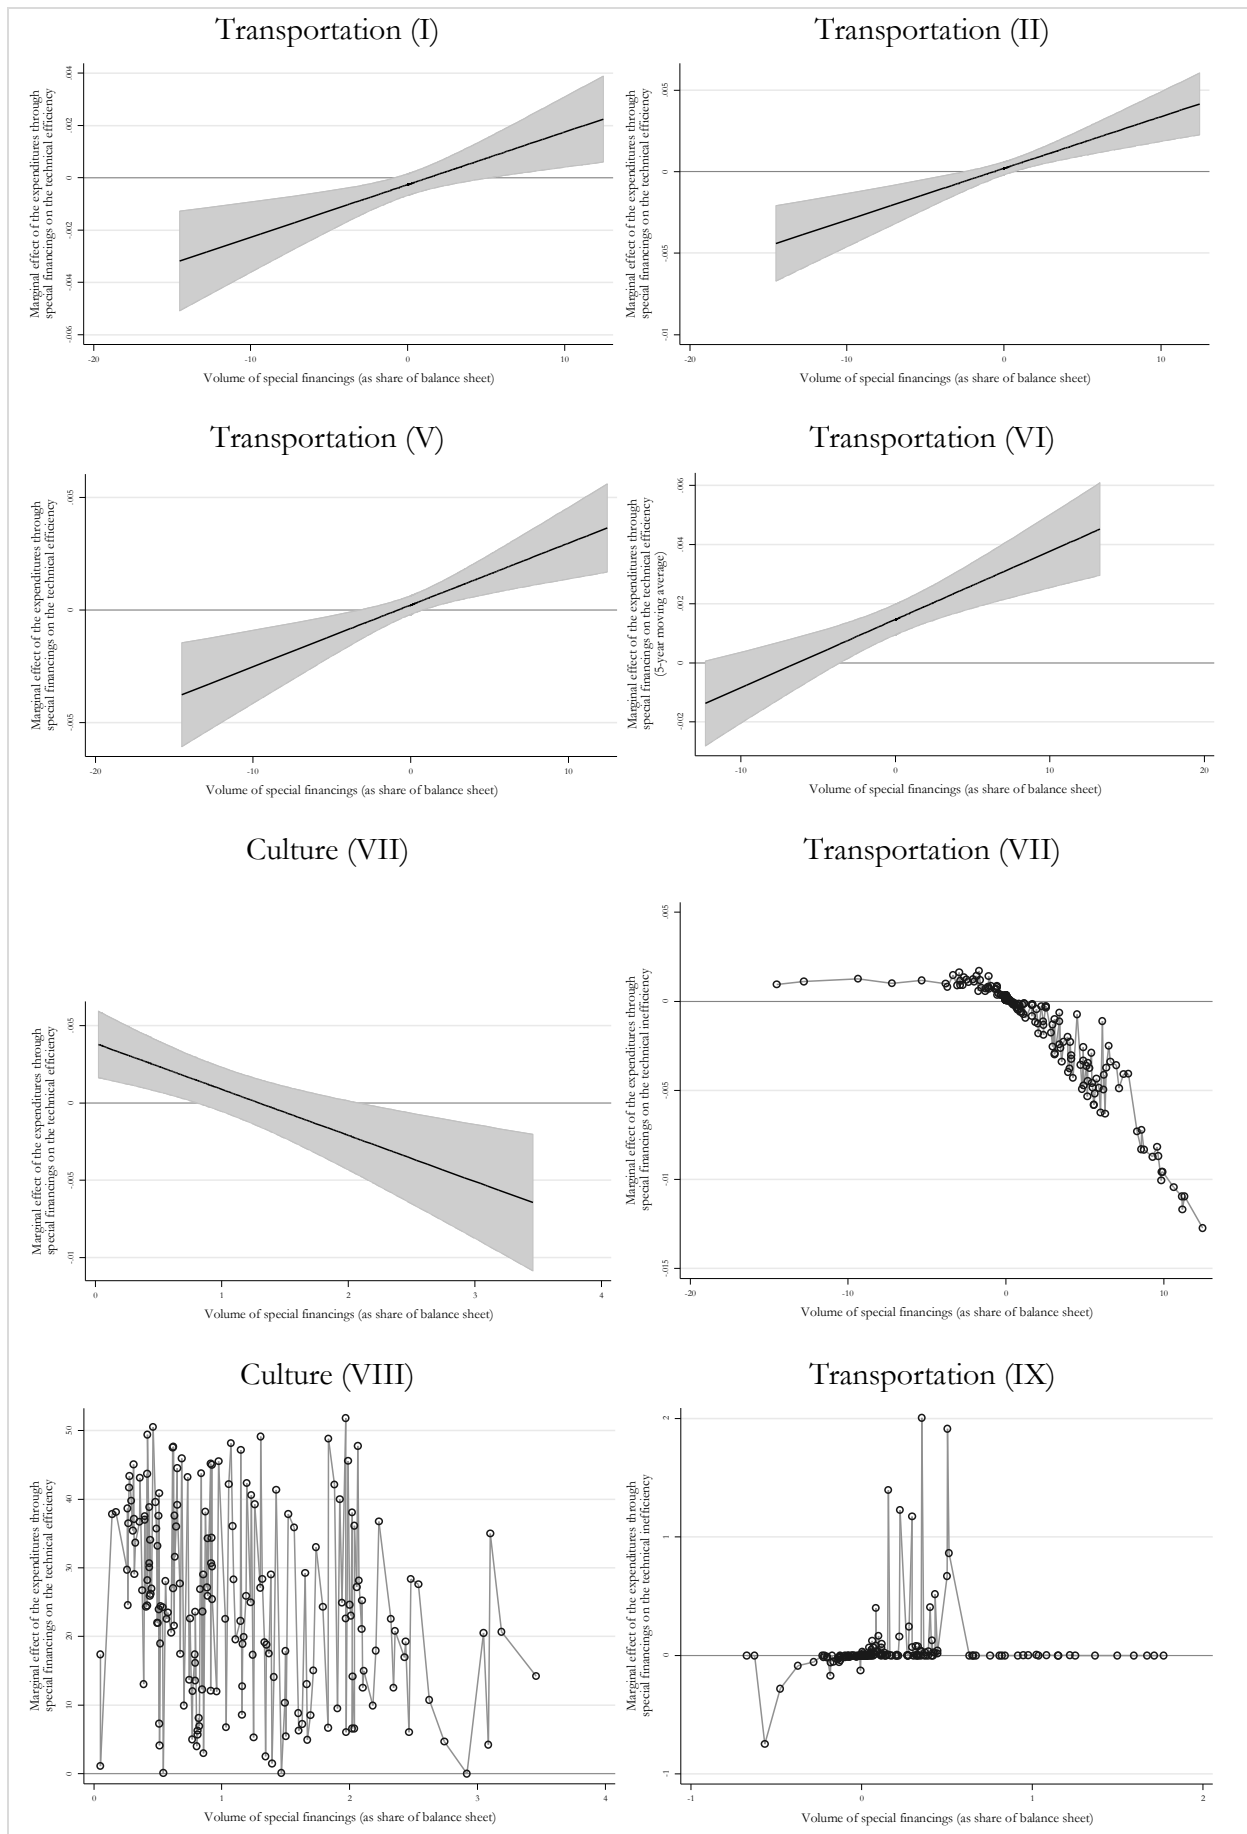 Transportation (I)
.004
.002
0
-.002
-.004
-.006
Marginal effect of the expenditures through
special financings on the technical efficiency
-20
-10
0
10
Volume of special financings (as share of balance sheet)
Transportation (II)
.005
0
-.005
-.01
Marginal effect of the expenditures through
special financings on the technical efficiency
-20
-10
0
10
Volume of special financings (as share of balance sheet)
Transportation (V)
.005
0
-.005
Marginal effect of the expenditures through
special financings on the technical efficiency
-20
-10
0
10
Volume of special financings (as share of balance sheet)
Transportation (VI)
.006
.004
.002
0
-.002
Marginal effect of the expenditures through
special financings on the technical efficiency
(5-year moving average)
-10
0
10
20
Volume of special financings (as share of balance sheet)
Culture (VII)
.005
0
-.005
-.01
Marginal effect of the expenditures through
special financings on the technical efficiency
0
1
2
3
4
Volume of special financings (as share of balance sheet)
Transportation (VII)
.005
0
-.005
-.01
-.015
Marginal effect of the expenditures through
special financings on the technical inefficiency
-20
-10
0
10
Volume of special financings (as share of balance sheet)
Culture (VIII)
50
40
30
20
10
0
Marginal effect of the expenditures through
special financings on the technical efficiency
0
1
2
3
4
Volume of special financings (as share of balance sheet)
Transportation (IX)
2
1
0
-1
Marginal effect of the expenditures through
special financings on the technical inefficiency
-1
0
1
2
Volume of special financings (as share of balance sheet)